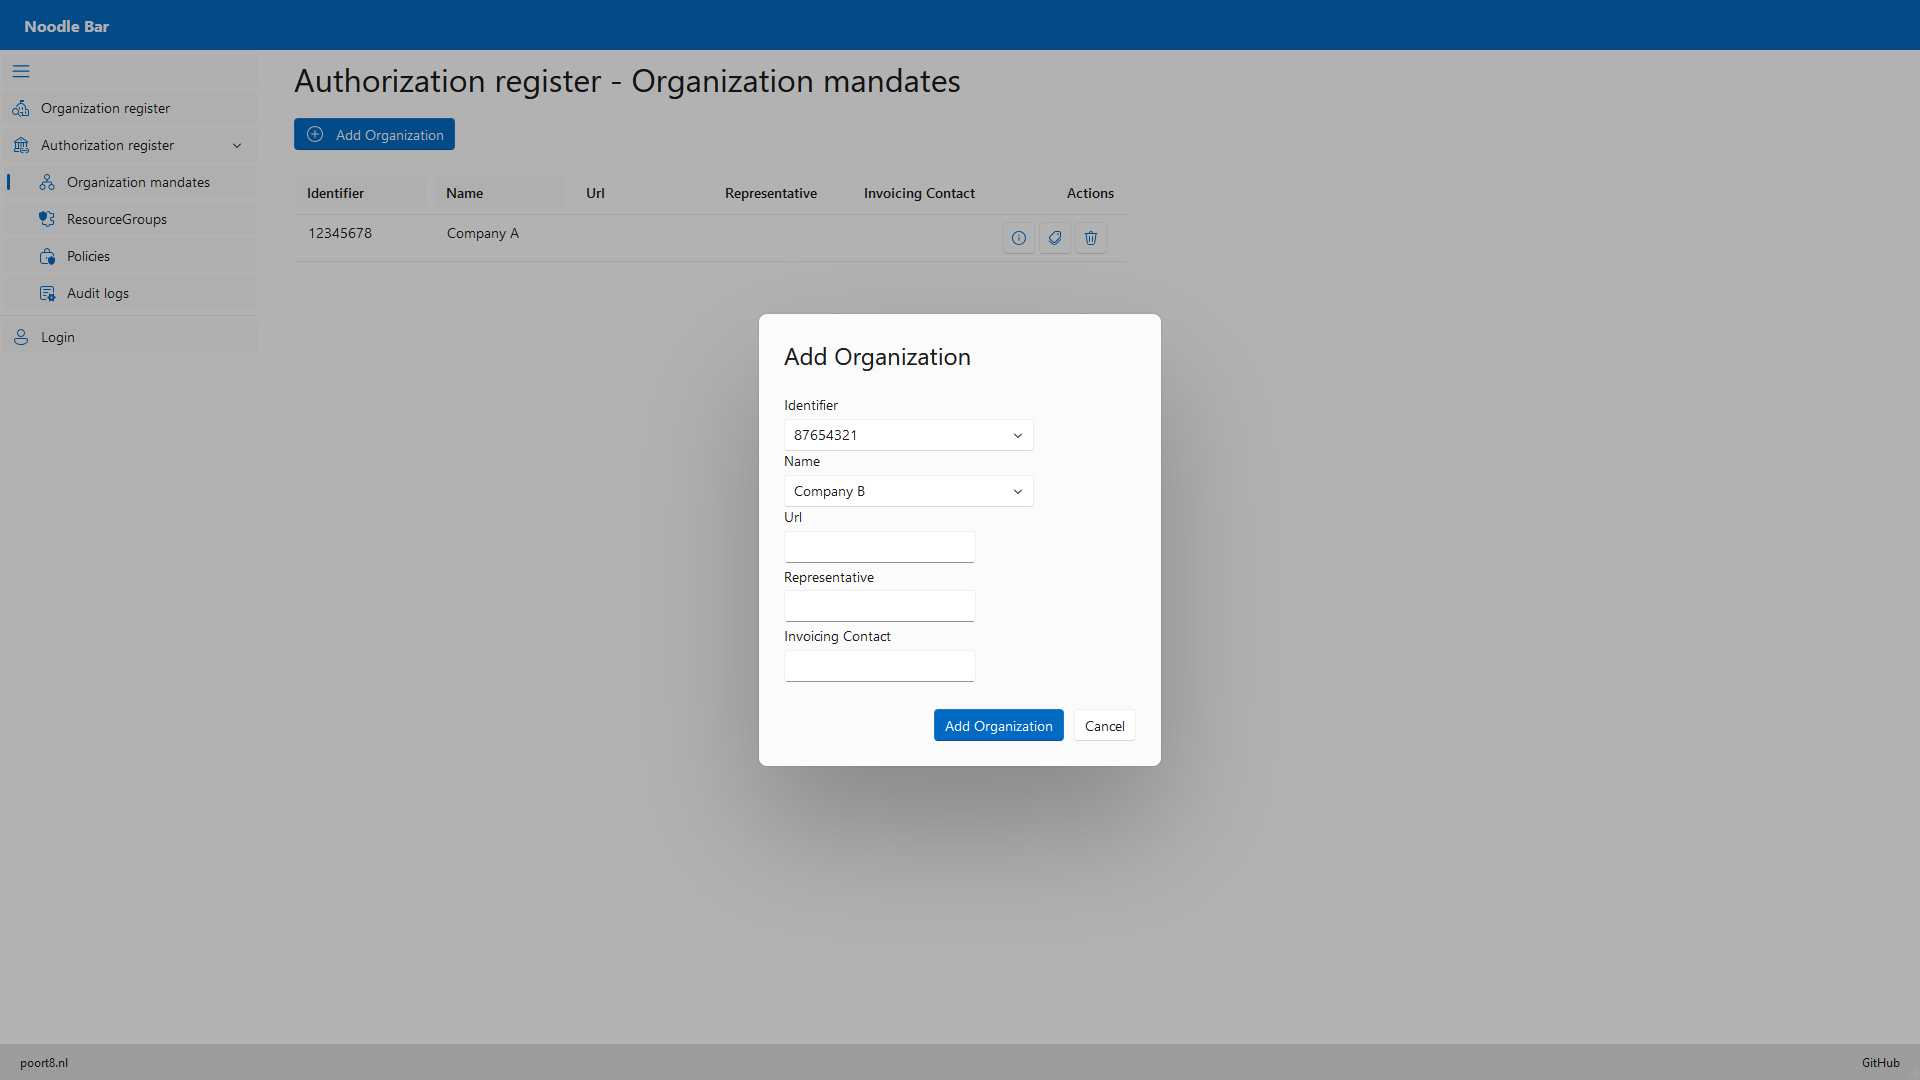 Noodle Bar
Organization register
Authorization register
Organization mandates
ResourceGroups
Policies
Audit logs
Login
Authorization register - Organization mandates
Add Organization
Identifier Name Url Representative Invoicing Contact Actions
12345678 Company A
Add Organization
Identifier
87654321
Name
Company B
Url
Representative
Invoicing Contact
Add Organization Cancel
poort8.nl GitHub